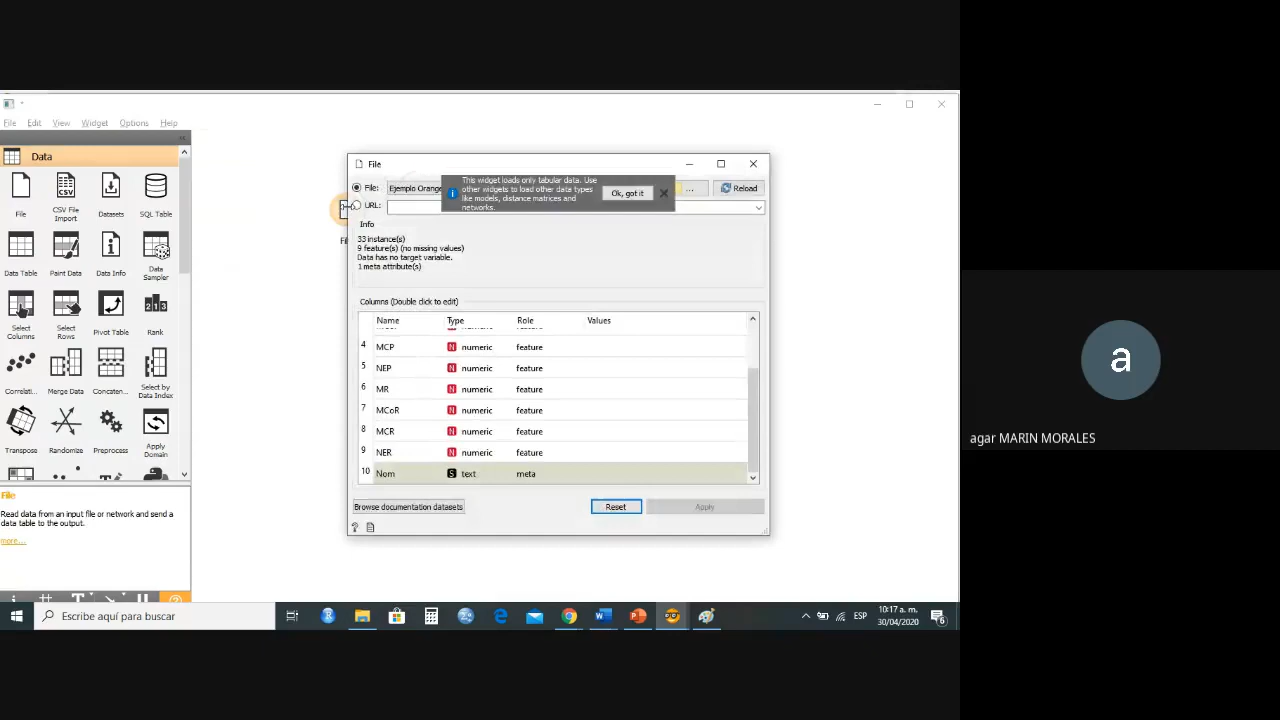 File Edit View Widget Options Help
Data
File
CSV File
Import
Datasets
SQL Table
Data Table
Paint Data
Data Info
Data
Sampler
Select
Columns
Select
Rows
Pivot Table
Rank
Correlati...
Merge Data
Concaten...
Select by
Data Index
Transpose
Randomize
Preprocess
Apply
Domain
File
Read data from an input file or network and send a
data table to the output.
more...
File
File:
Ejemplo Orange
This widget loads only tabular data. Use
other widgets to load other data types
like models, distance matrices and
networks.
Ok, got it
...
Reload
URL:
Info
33 instance(s)
9 feature(s) (no missing values)
Data has no target variable.
1 meta attribute(s)
Columns (Double click to edit)
Name Type Role Values
4 MCP N numeric feature
5 NEP N numeric feature
6 MR N numeric feature
7 MCoR N numeric feature
8 MCR N numeric feature
9 NER N numeric feature
10 Nom S text meta
Browse documentation datasets
Reset
Apply
Escribe aquí para buscar
ESP
10:17 a. m.
30/04/2020
6
a
agar MARIN MORALES